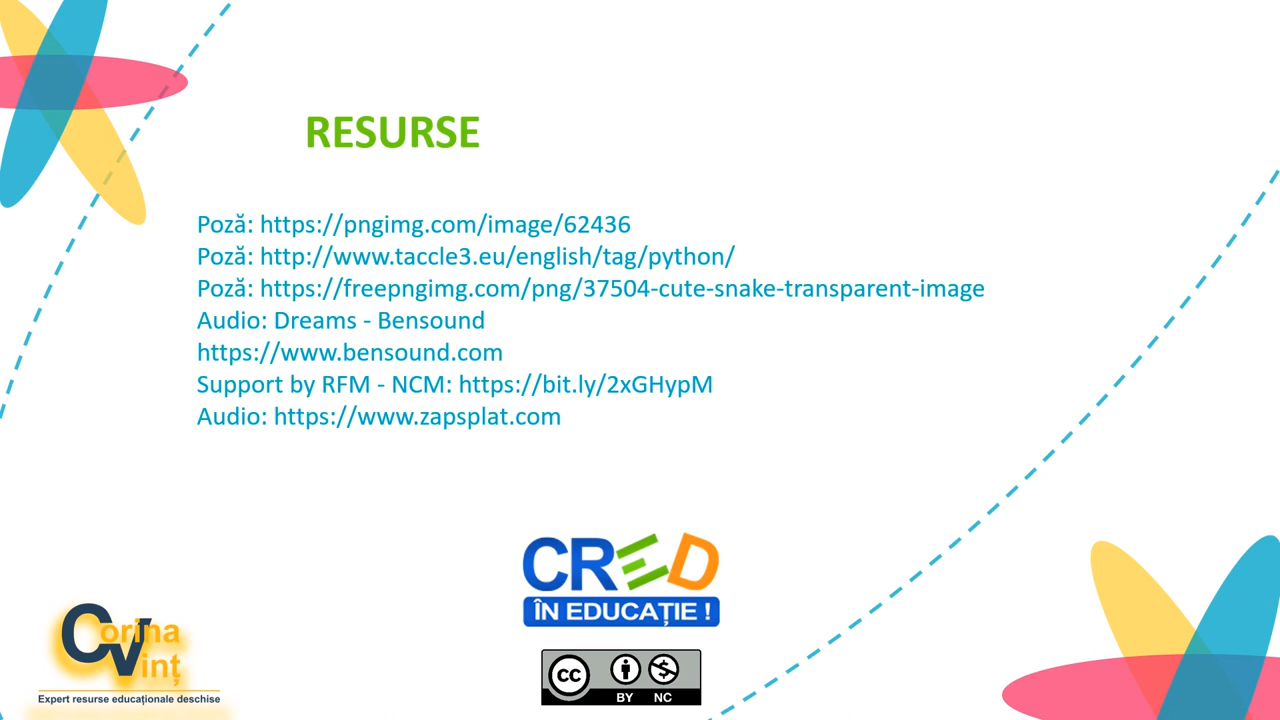 RESURSE
Poză: https://pngimg.com/image/62436
Poză: http://www.taccle3.eu/english/tag/python/
Poză: https://freepngimg.com/png/37504-cute-snake-transparent-image
Audio: Dreams - Bensound
https://www.bensound.com
Support by RFM - NCM: https://bit.ly/2xGHypM
Audio: https://www.zapsplat.com
CRED
ÎN EDUCAȚIE !
Corina
Vinț
Expert resurse educaționale deschise
cc
BY NC